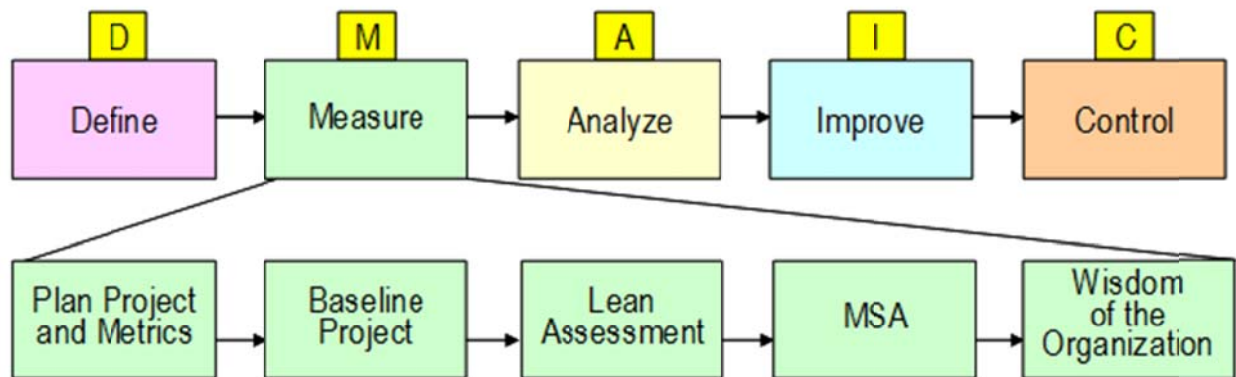 D
M
A
I
C
Define
Measure
Analyze
Improve
Control
Plan Project
and Metrics
Baseline
Project
Lean
Assessment
MSA
Wisdom
of the
Organization